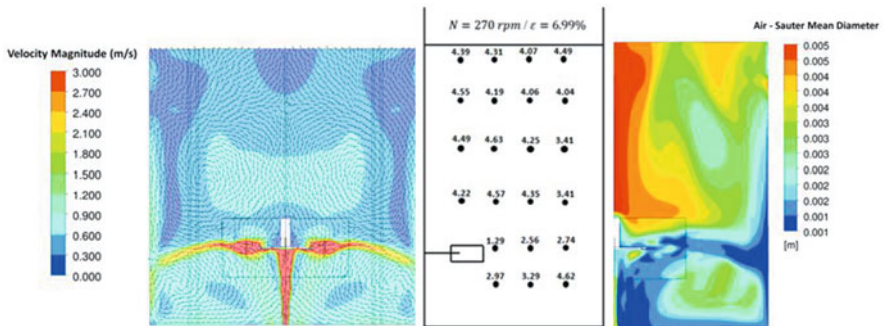 Velocity Magnitude (m/s)
3.000
2.700
2.400
2.100
1.800
1.500
1.200
0.900
0.600
0.300
0.000
N = 270 rpm / ε = 6.99%
4.39 4.31 4.07 4.49
4.55 4.19 4.06 4.04
4.49 4.63 4.25 3.41
4.22 4.57 4.35 3.41
1.29 2.56 2.74
2.97 3.29 4.62
Air - Sauter Mean Diameter
0.005
0.005
0.004
0.004
0.003
0.003
0.003
0.002
0.002
0.001
0.001
[m]